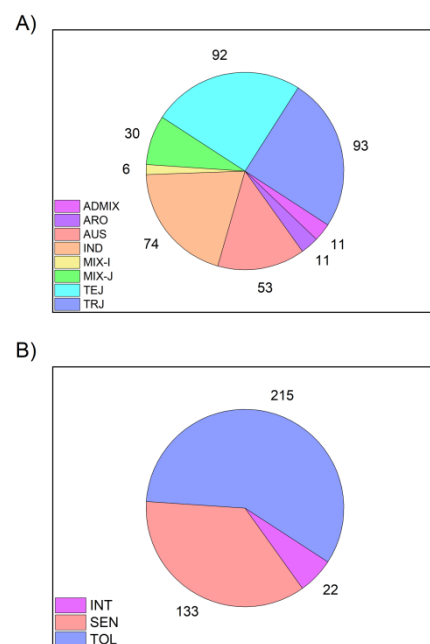 A)
92
30
93
6
ADMIX
ARO
AUS
IND
MIX-I
MIX-J
TEJ
TRJ
74
11
11
53
B)
215
INT
SEN
TOL
22
133